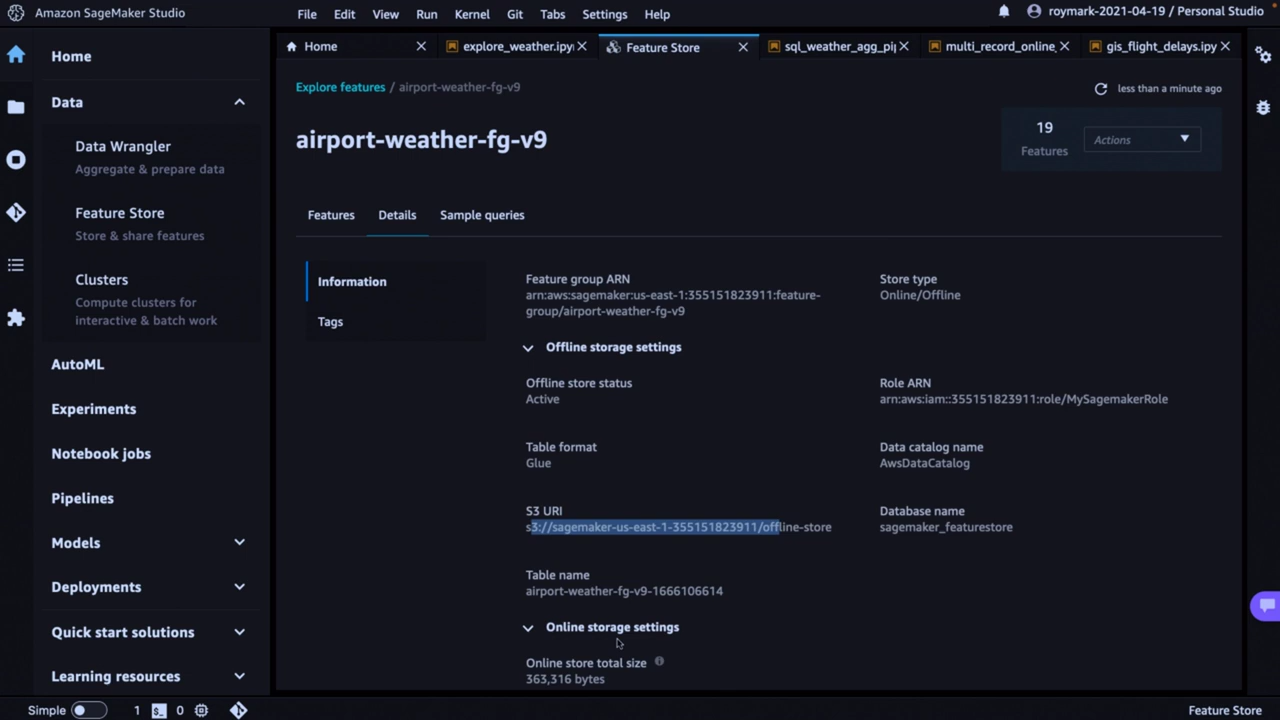 Amazon SageMaker Studio
File Edit View Run Kernel Git Tabs Settings Help
roymark-2021-04-19 / Personal Studio
Home
Data
Data Wrangler
Aggregate & prepare data
Feature Store
Store & share features
Clusters
Compute clusters for
interactive & batch work
AutoML
Experiments
Notebook jobs
Pipelines
Models
Deployments
Quick start solutions
Learning resources
Home
explore_weather.ipy
Feature Store
sql_weather_agg_pi
multi_record_online_
gis_flight_delays.ipy
Explore features / airport-weather-fg-v9
less than a minute ago
airport-weather-fg-v9
19
Features
Actions
Features Details Sample queries
Information
Tags
Feature group ARN
arn:aws:sagemaker:us-east-1:355151823911:feature-
group/airport-weather-fg-v9
Store type
Online/Offline
Offline storage settings
Offline store status
Active
Role ARN
arn:aws:iam::355151823911:role/MySagemakerRole
Table format
Glue
Data catalog name
AwsDataCatalog
S3 URI
s3://sagemaker-us-east-1-355151823911/offline-store
Database name
sagemaker_featurestore
Table name
airport-weather-fg-v9-1666106614
Online storage settings
Online store total size
363,316 bytes
Simple 1 $_ 0
Feature Store